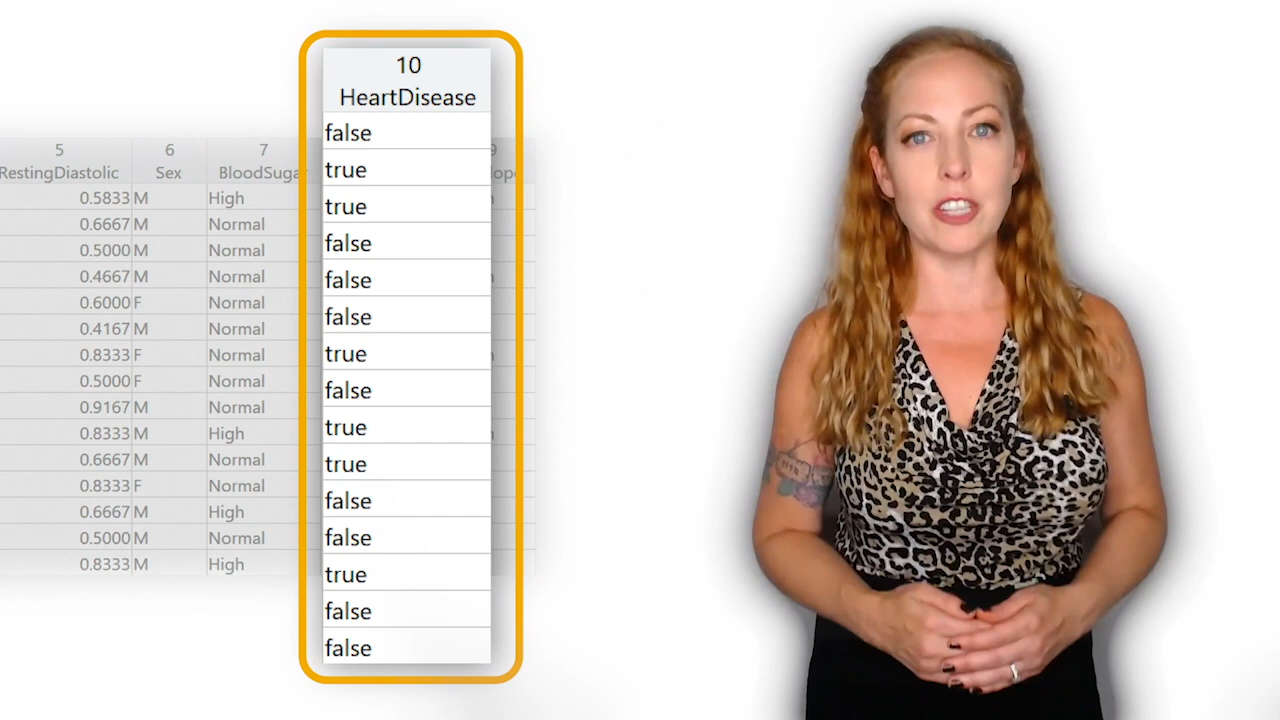 10
HeartDisease
false
true
true
false
false
false
true
false
true
true
false
false
true
false
false
5 6 7 9
RestingDiastolic Sex
0.5833 M High
0.6667 M Normal
0.5000 M Normal
0.4667 M Normal
0.6000 F Normal
0.4167 M Normal
0.8333 F Normal
0.5000 F Normal
0.9167 M Normal
0.8333 M High
0.6667 M Normal
0.8333 F Normal
0.6667 M High
0.5000 M Normal
0.8333 M High